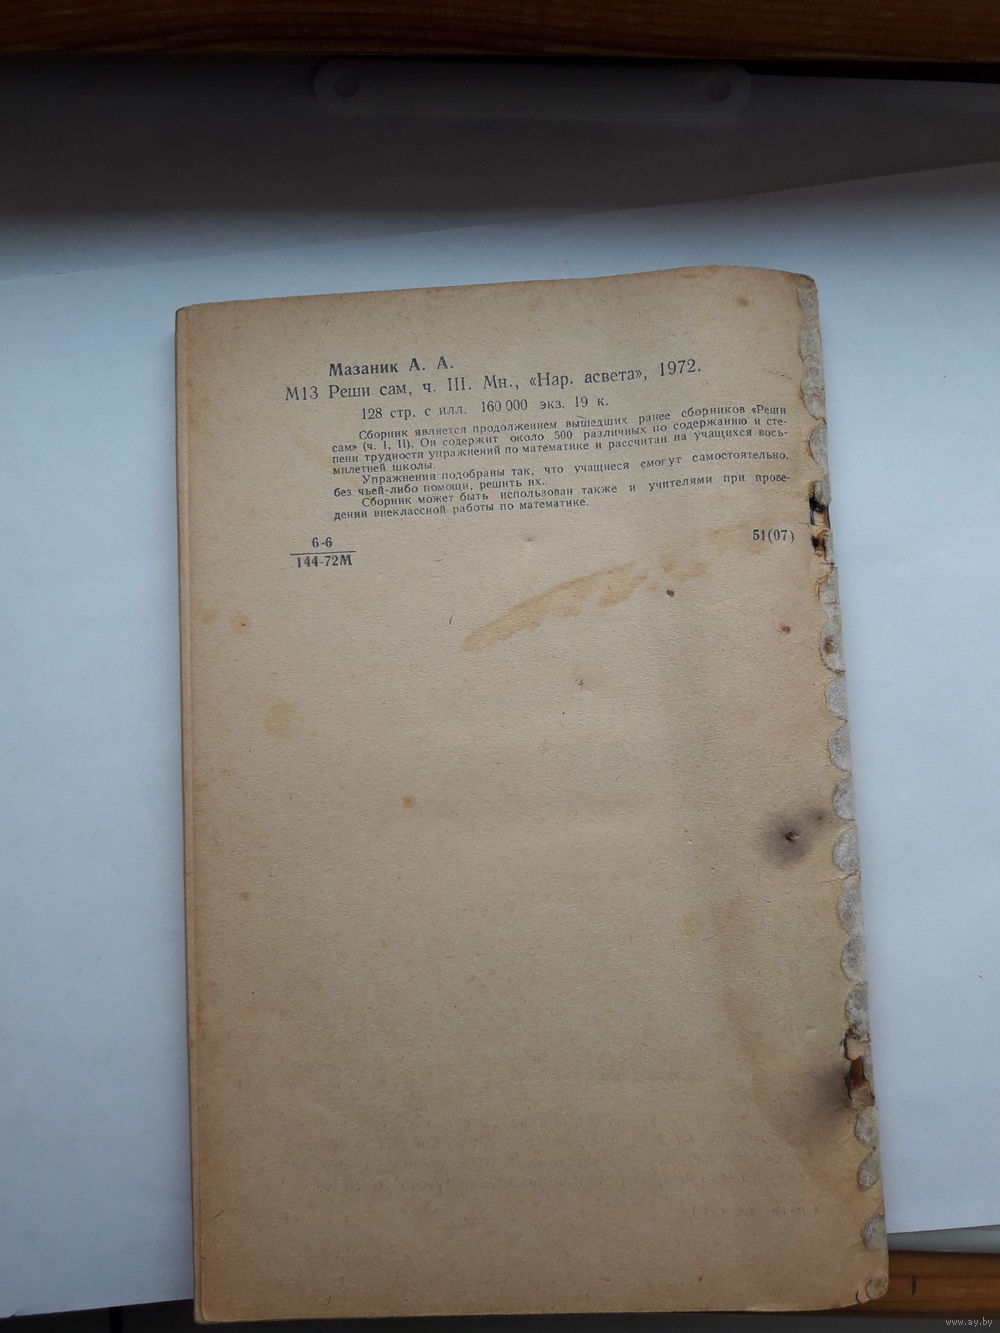 Мазаник А. А.
М13 Реши сам, ч. III. Мн., «Нар. асвета», 1972.
128 стр. с илл. 160 000 экз. 19 к.
Сборник является продолжением вышедших ранее сборников «Реши
сам» (ч. I, II). Он содержит около 500 различных по содержанию и сте-
пени трудности упражнений по математике и рассчитан на учащихся вось-
милетней школы.
Упражнения подобраны так, что учащиеся смогут самостоятельно,
без чьей-либо помощи, решить их.
Сборник может быть использован также и учителями при прове-
дении внеклассной работы по математике.
6-6
144-72М
51(07)
www.ay.by